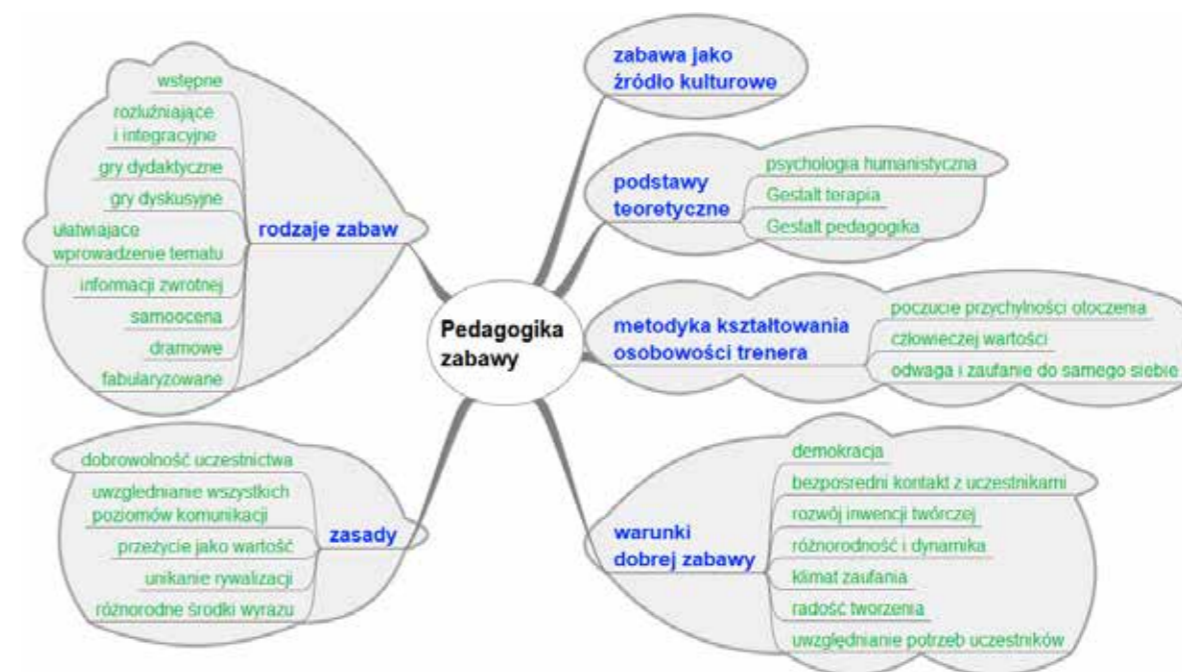 Pedagogika
zabawy
zabawa jako
źródło kulturowe
podstawy
teoretyczne
psychologia humanistyczna
Gestalt terapia
Gestalt pedagogika
metodyka kształtowania
osobowości trenera
poczucie przychylności otoczenia
człowieczej wartości
odwaga i zaufanie do samego siebie
warunki
dobrej zabawy
demokracja
bezposredni kontakt z uczestnikami
rozwój inwencji twórczej
różnorodność i dynamika
klimat zaufania
radość tworzenia
uwzględnianie potrzeb uczestników
rodzaje zabaw
wstępne
rozluźniające
i integracyjne
gry dydaktyczne
gry dyskusyjne
ułatwiajace
wprowadzenie tematu
informacji zwrotnej
samoocena
dramowe
fabularyzowane
zasady
dobrowolność uczestnictwa
uwzględnianie wszystkich
poziomów komunikacji
przeżycie jako wartość
unikanie rywalizacji
różnorodne środki wyrazu